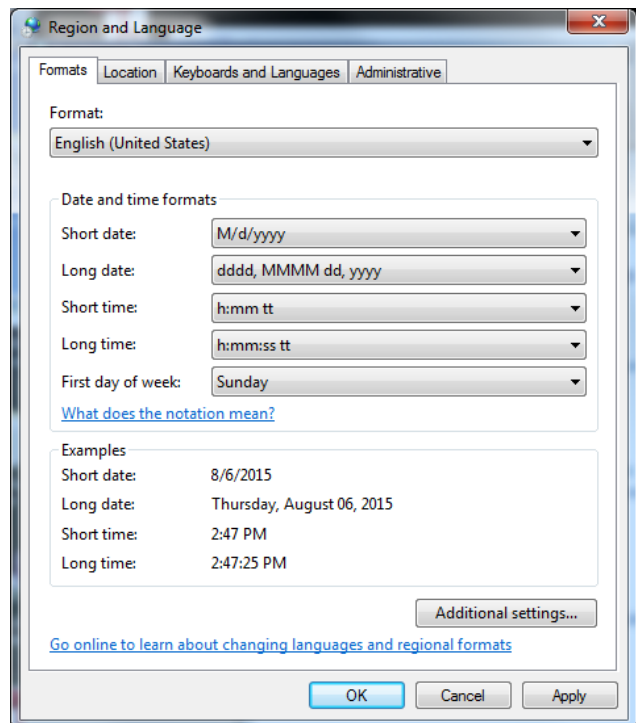 Region and Language
Formats Location Keyboards and Languages Administrative
Format:
English (United States)
Date and time formats
Short date: M/d/yyyy
Long date: dddd, MMMM dd, yyyy
Short time: h:mm tt
Long time: h:mm:ss tt
First day of week: Sunday
What does the notation mean?
Examples
Short date: 8/6/2015
Long date: Thursday, August 06, 2015
Short time: 2:47 PM
Long time: 2:47:25 PM
Additional settings...
Go online to learn about changing languages and regional formats
OK Cancel Apply